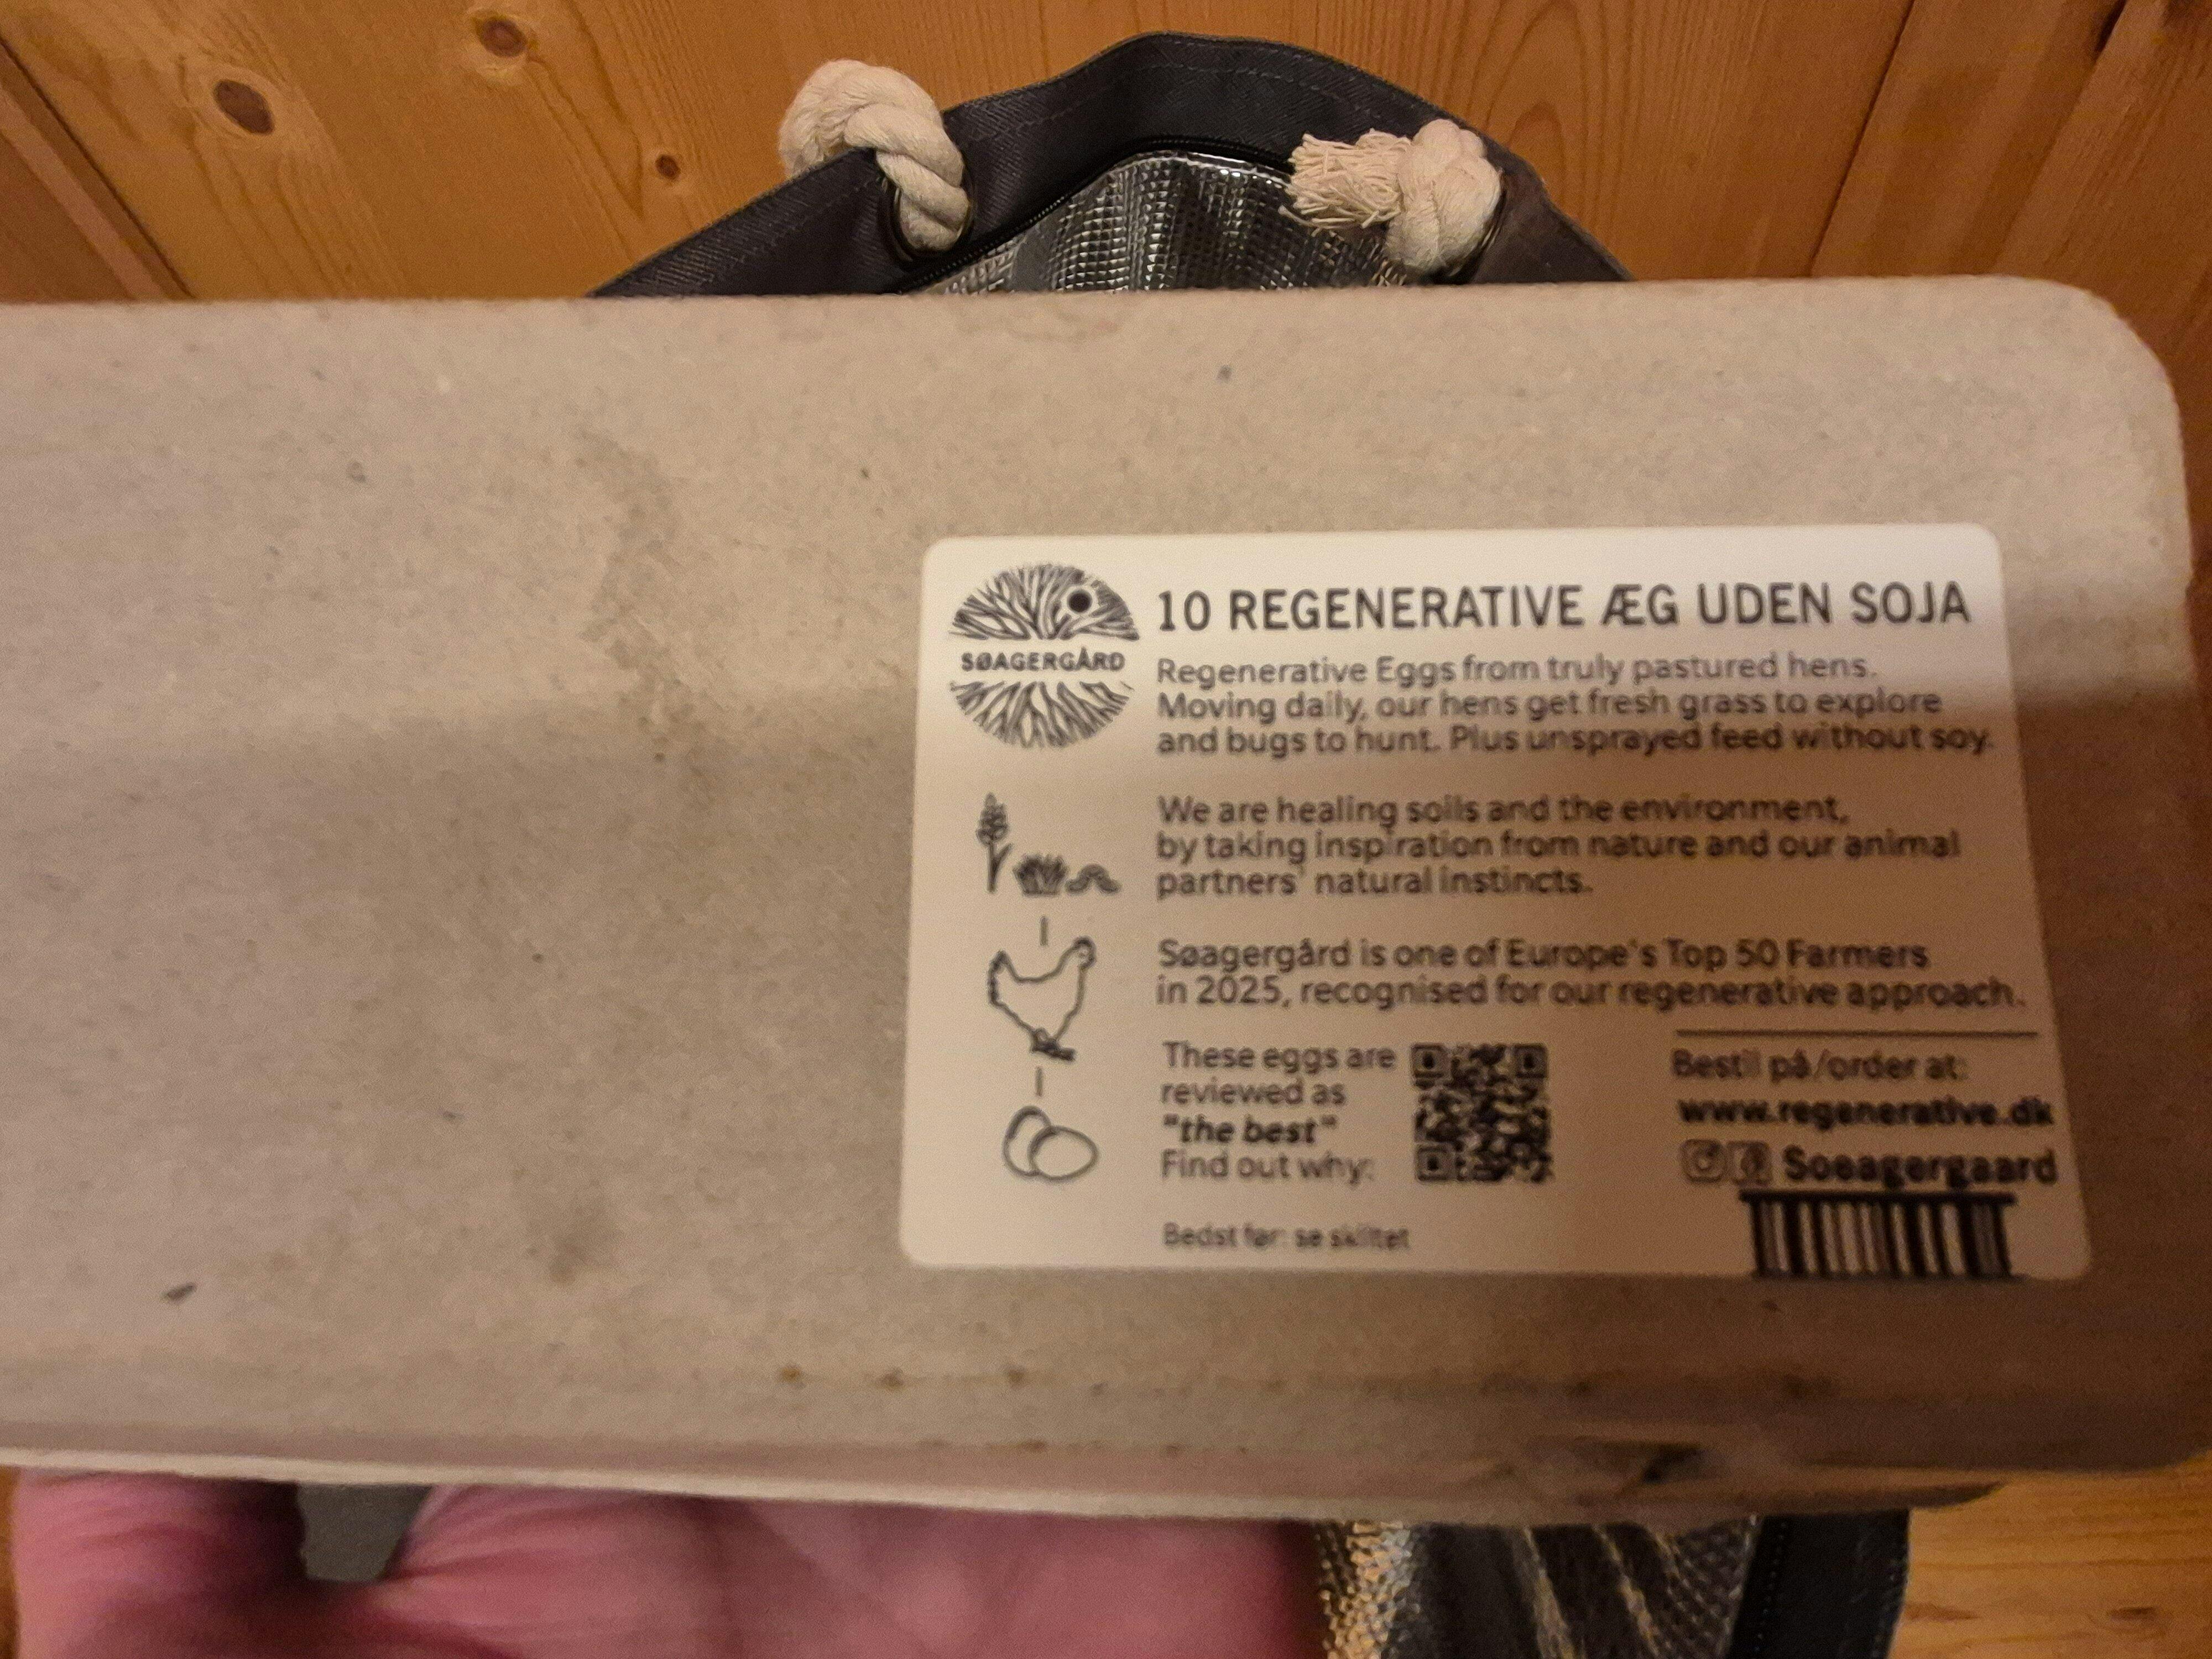 SØAGERGÅRD
10 REGENERATIVE ÆG UDEN SOJA
Regenerative Eggs from truly pastured hens.
Moving daily, our hens get fresh grass to explore
and bugs to hunt. Plus unsprayed feed without soy.
We are healing soils and the environment,
by taking inspiration from nature and our animal
partners' natural instincts.
Søagergård is one of Europe's Top 50 Farmers
in 2025, recognised for our regenerative approach.
These eggs are
reviewed as
"the best"
Find out why:
Bestil på/order at:
www.regenerative.dk
Soeagergaard
Bedst før: se skiltet